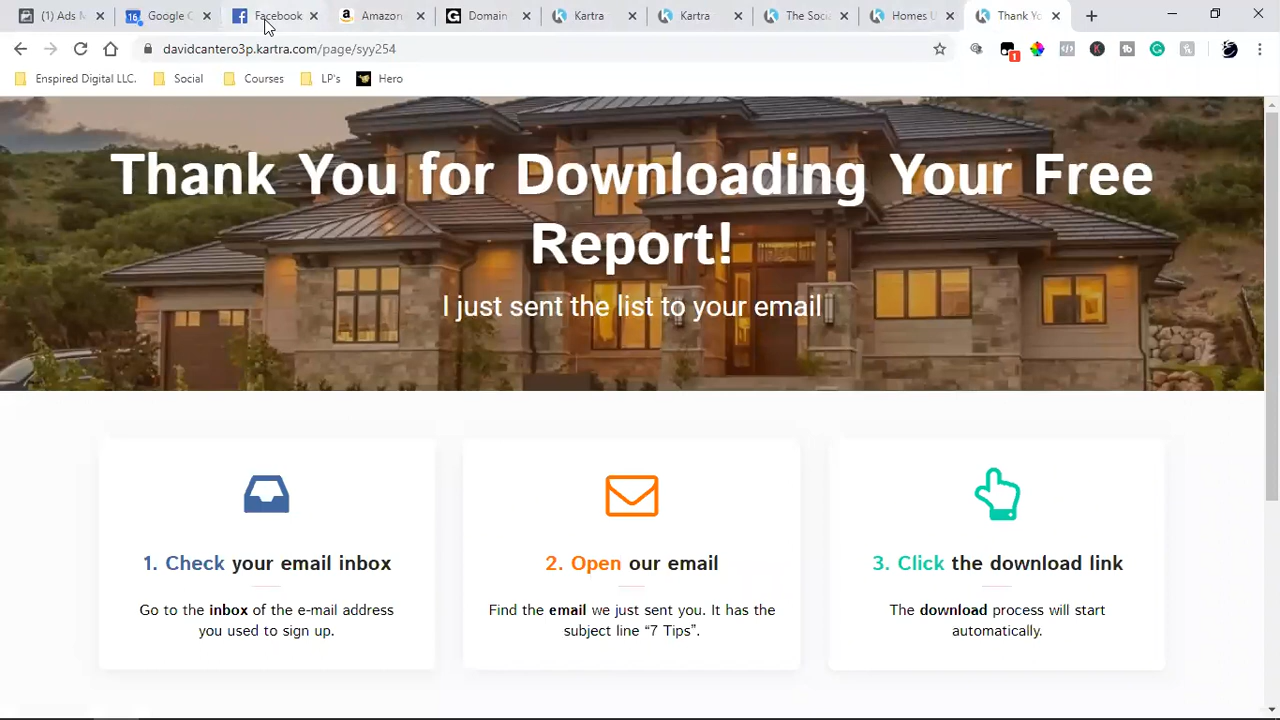 (1) Ads M
16 Google
Facebook
Amazon
Domain
Kartra
Kartra
The Socia
Homes U
Thank Yo
davidcantero3p.kartra.com/page/syy254
1
Enspired Digital LLC.
Social
Courses
LP's
Hero
Thank You for Downloading Your Free
Report!
I just sent the list to your email
1. Check your email inbox
Go to the inbox of the e-mail address
you used to sign up.
2. Open our email
Find the email we just sent you. It has the
subject line “7 Tips”.
3. Click the download link
The download process will start
automatically.